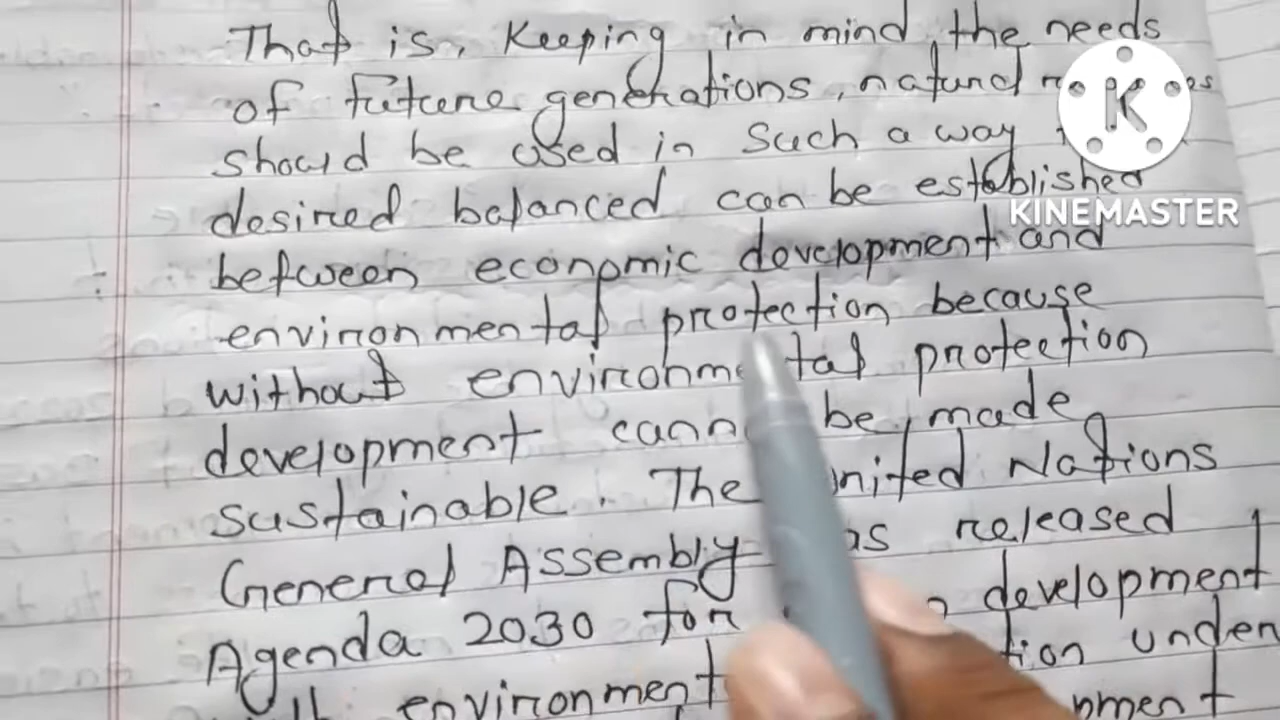 That is, Keeping in mind the needs
of future generations, natural
should be used in such a way
desired balanced can be established
between economic development and
environmental protection because
without environmental protection
development be made
sustainable. The United Nations
General Assembly has released
Agenda 2030 for development
under
environment
K
KINEMASTER